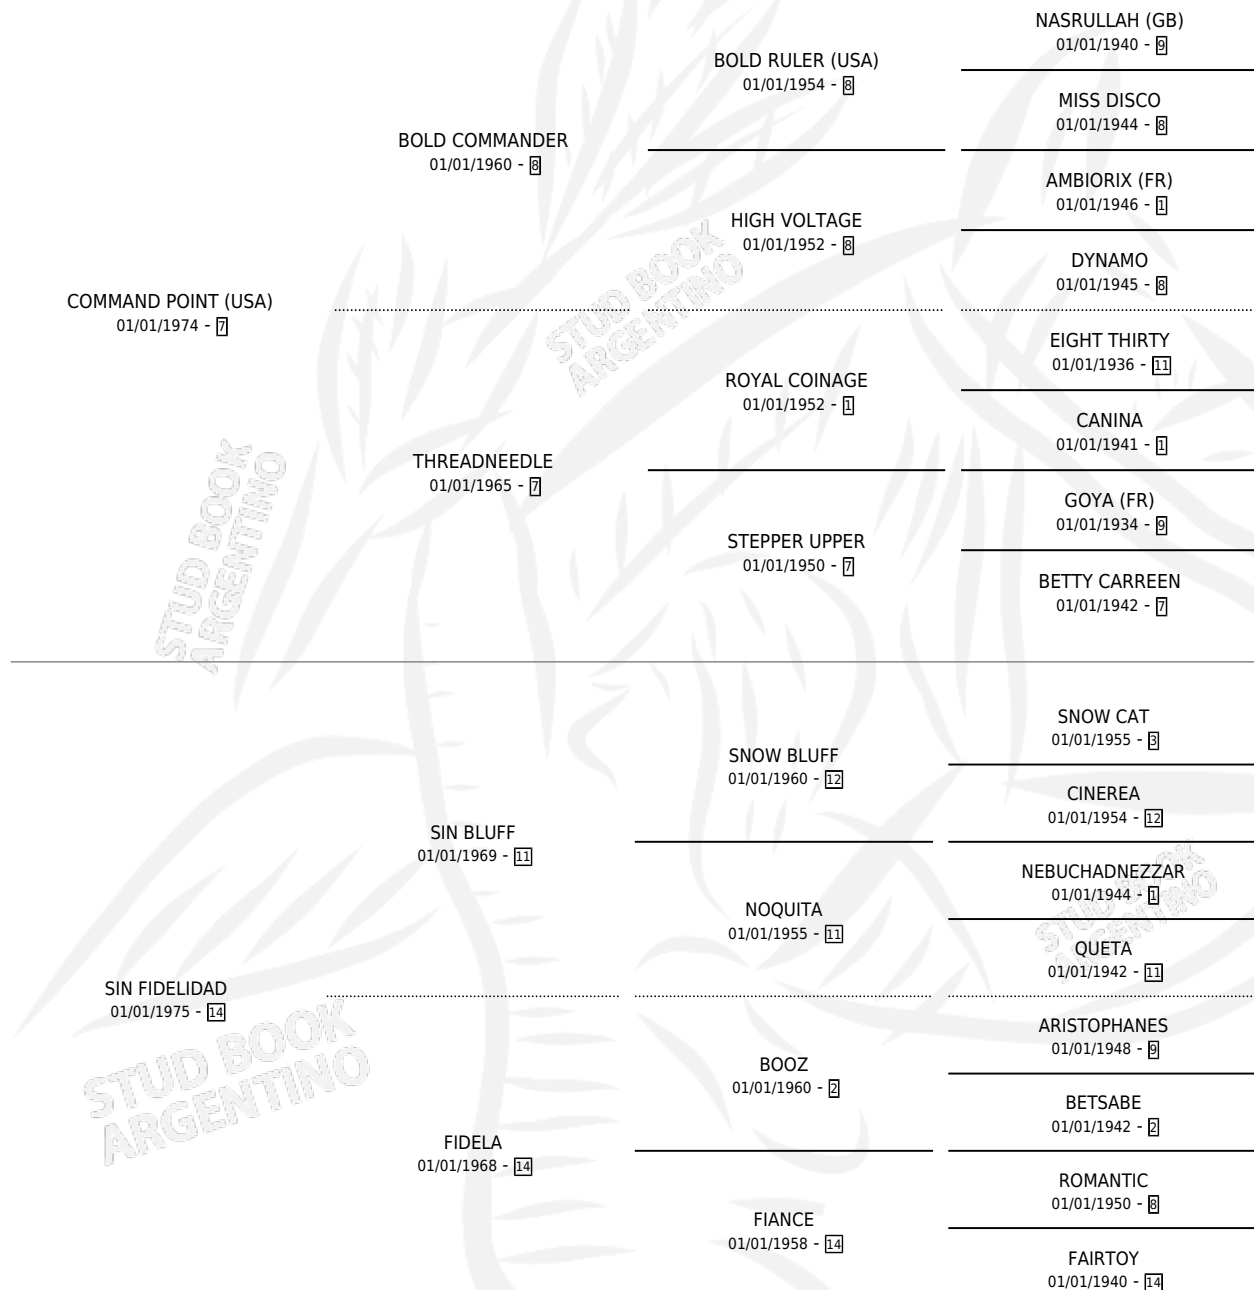 NASRULLAH (GB)
01/01/1940 - 9
BOLD RULER (USA)
01/01/1954 - 8
MISS DISCO
01/01/1944 - 8
BOLD COMMANDER
01/01/1960 - 8
AMBIORIX (FR)
01/01/1946 - 1
HIGH VOLTAGE
01/01/1952 - 8
DYNAMO
01/01/1945 - 8
COMMAND POINT (USA)
01/01/1974 - 7
EIGHT THIRTY
01/01/1936 - 11
ROYAL COINAGE
01/01/1952 - 1
CANINA
01/01/1941 - 1
THREADNEEDLE
01/01/1965 - 7
GOYA (FR)
01/01/1934 - 9
STEPPER UPPER
01/01/1950 - 7
BETTY CARREEN
01/01/1942 - 7
SNOW CAT
01/01/1955 - 3
SNOW BLUFF
01/01/1960 - 12
CINEREA
01/01/1954 - 12
SIN BLUFF
01/01/1969 - 11
NEBUCHADNEZZAR
01/01/1944 - 1
NOQUITA
01/01/1955 - 11
QUETA
01/01/1942 - 11
SIN FIDELIDAD
01/01/1975 - 14
ARISTOPHANES
01/01/1948 - 9
BOOZ
01/01/1960 - 2
BETSABE
01/01/1942 - 2
FIDELA
01/01/1968 - 14
ROMANTIC
01/01/1950 - 8
FIANCE
01/01/1958 - 14
FAIRTOY
01/01/1940 - 14
STUD BOOK
ARGENTINO
STUD BOOK
ARGENTINO
STUD BOOK
ARGENTINO
STUD BOOK
ARGENTINO